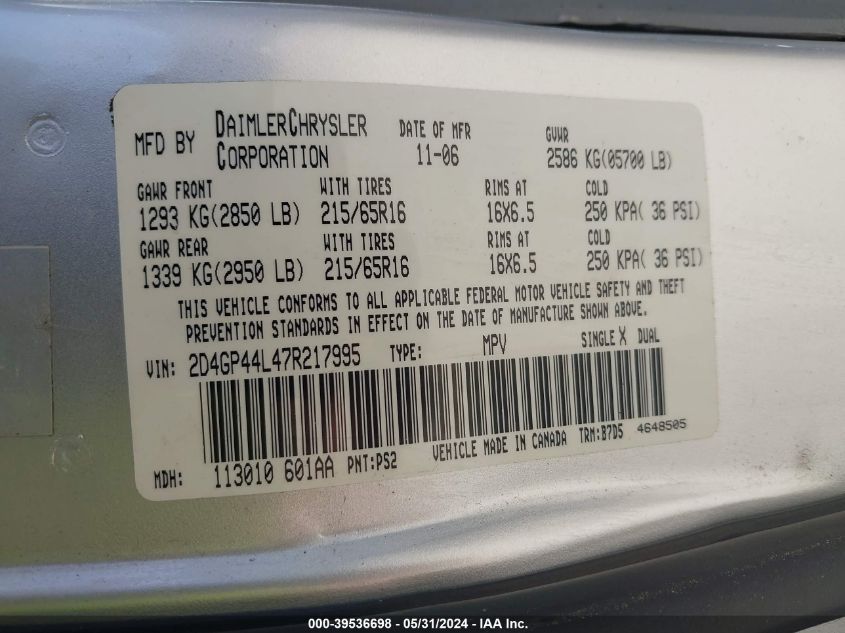 MFD BY DAIMLERCHRYSLER CORPORATION DATE OF MFR 11-06 GVWR 2586 KG(05700 LB)
GAWR FRONT WITH TIRES RIMS AT COLD
1293 KG(2850 LB) 215/65R16 16X6.5 250 KPA( 36 PSI)
GAWR REAR WITH TIRES RIMS AT COLD
1339 KG(2950 LB) 215/65R16 16X6.5 250 KPA( 36 PSI)
THIS VEHICLE CONFORMS TO ALL APPLICABLE FEDERAL MOTOR VEHICLE SAFETY AND THEFT
PREVENTION STANDARDS IN EFFECT ON THE DATE OF MANUFACTURE SHOWN ABOVE.
VIN: 2D4GP44L47R217995 TYPE: MPV SINGLE X DUAL
MDH: 113010 601AA PNT:PS2 VEHICLE MADE IN CANADA TRM:B7D5 4648505
000-39536698 - 05/31/2024 - IAA Inc.